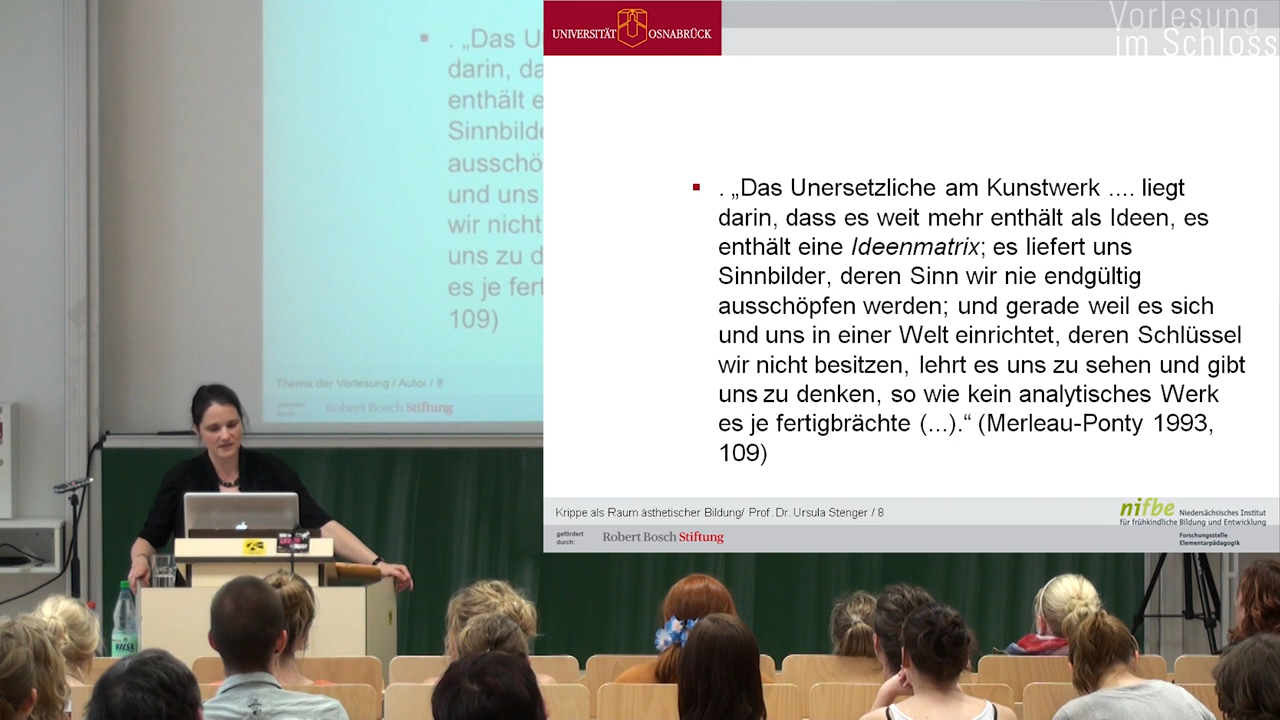 UNIVERSITÄT OSNABRÜCK
Vorlesung
im Schloss
. „Das U
darin, da
enthält e
Sinnbilde
ausschö
und uns
wir nicht
uns zu d
es je fert
109)
Thema der Vorlesung / Autor / 8
gefördert
durch:
Robert Bosch Stiftung
. „Das Unersetzliche am Kunstwerk .... liegt
darin, dass es weit mehr enthält als Ideen, es
enthält eine Ideenmatrix; es liefert uns
Sinnbilder, deren Sinn wir nie endgültig
ausschöpfen werden; und gerade weil es sich
und uns in einer Welt einrichtet, deren Schlüssel
wir nicht besitzen, lehrt es uns zu sehen und gibt
uns zu denken, so wie kein analytisches Werk
es je fertigbrächte (...).“ (Merleau-Ponty 1993,
109)
Krippe als Raum ästhetischer Bildung/ Prof. Dr. Ursula Stenger / 8
nifbe Niedersächsisches Institut
für frühkindliche Bildung und Entwicklung
Forschungsstelle
Elementarpädagogik
gefördert
durch:
Robert Bosch Stiftung